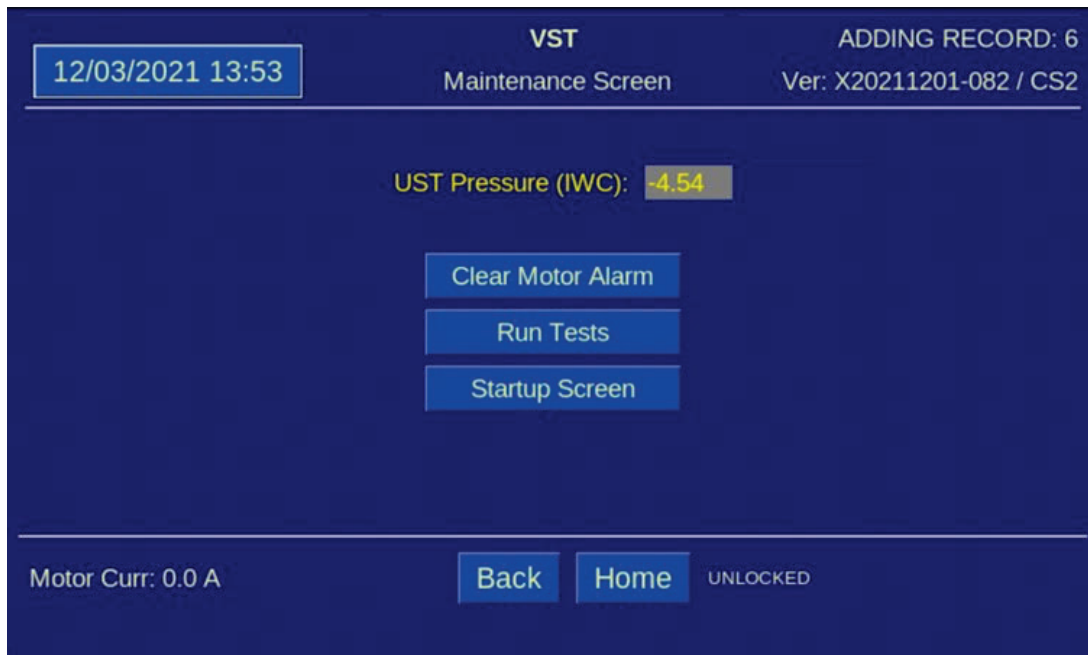 12/03/2021 13:53
VST
Maintenance Screen
ADDING RECORD: 6
Ver: X20211201-082 / CS2
UST Pressure (IWC): -4.54
Clear Motor Alarm
Run Tests
Startup Screen
Motor Curr: 0.0 A
Back
Home
UNLOCKED